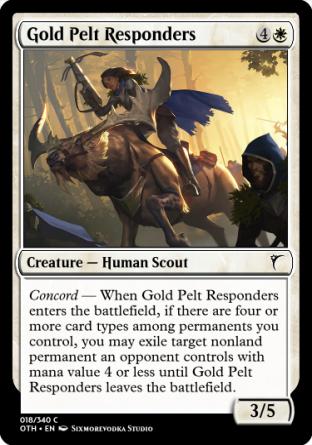 Gold Pelt Responders 4
Creature — Human Scout
Concord — When Gold Pelt Responders
enters the battlefield, if there are four or
more card types among permanents you
control, you may exile target nonland
permanent an opponent controls with
mana value 4 or less until Gold Pelt
Responders leaves the battlefield.
3/5
018/340 C
OTH • EN Sixmorevodka Studio